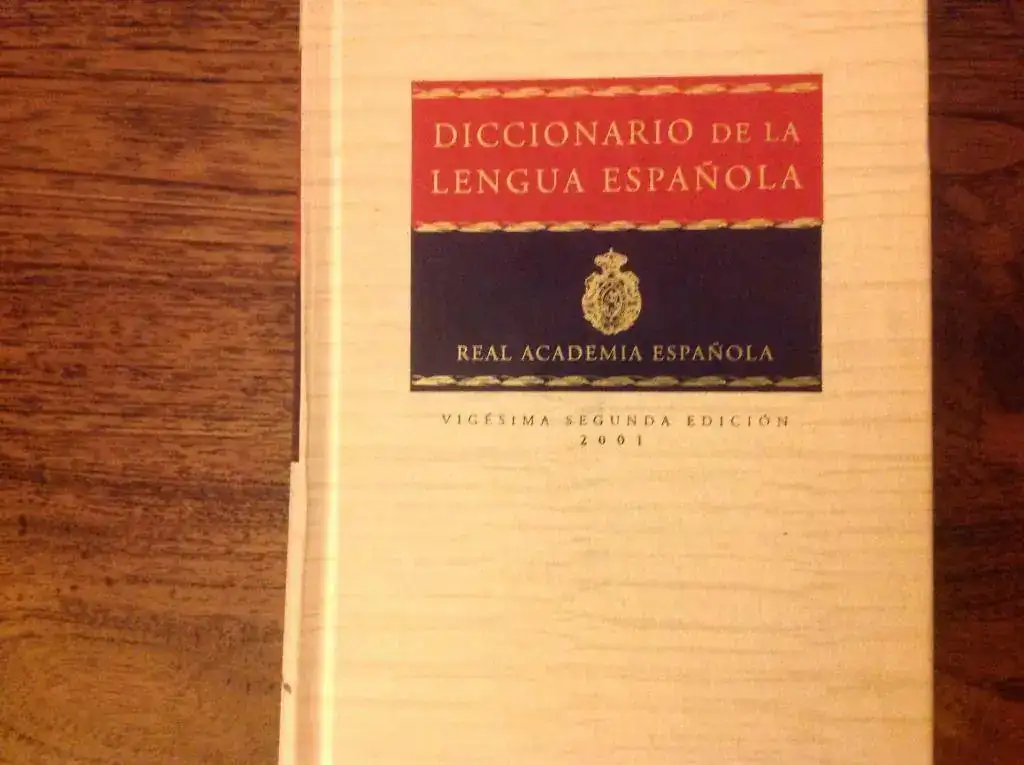 DICCIONARIO DE LA
LENGUA ESPAÑOLA
REAL ACADEMIA ESPAÑOLA
VIGÉSIMA SEGUNDA EDICIÓN
2001